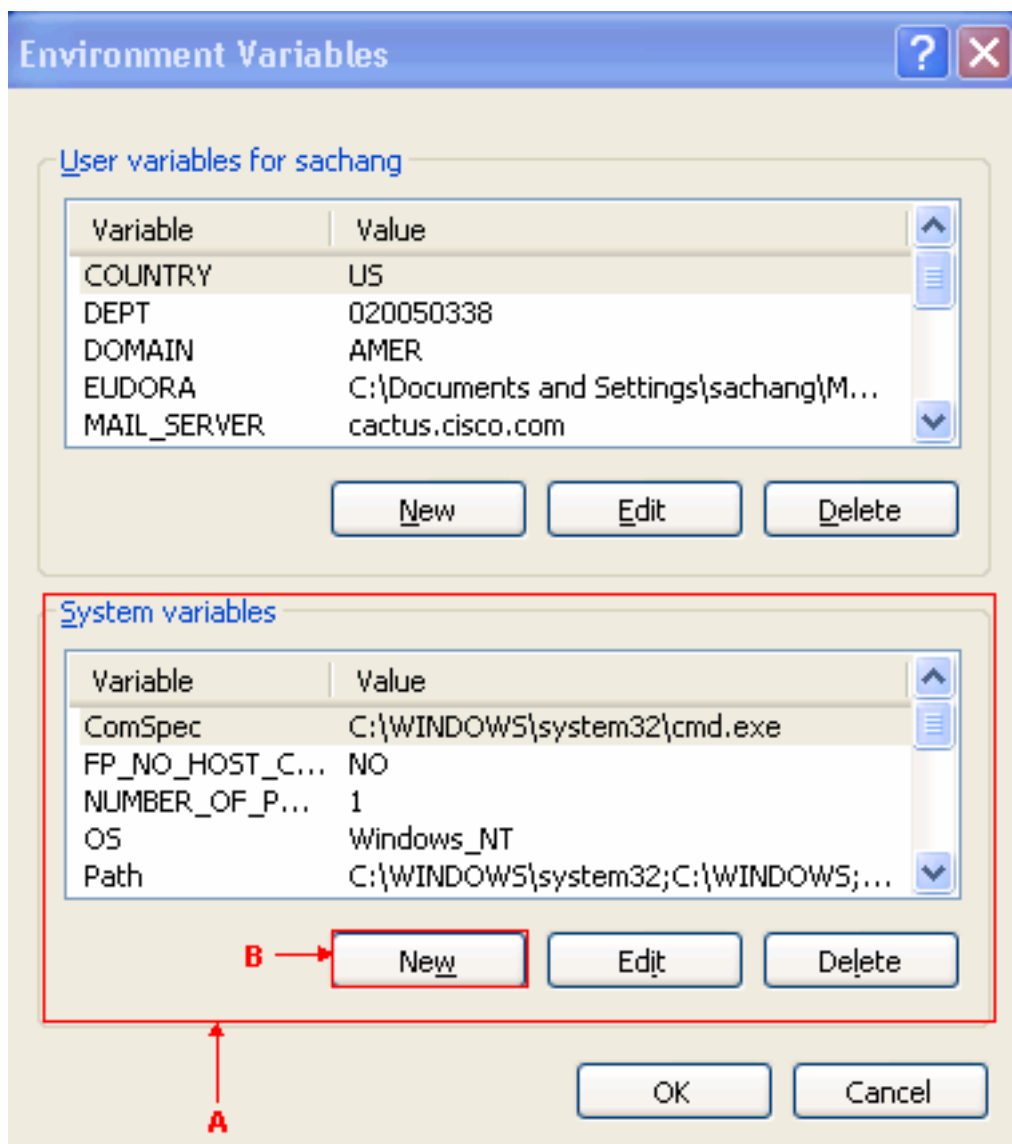 Environment Variables
User variables for sachang
Variable Value
COUNTRY US
DEPT 020050338
DOMAIN AMER
EUDORA C:\Documents and Settings\sachang\M...
MAIL_SERVER cactus.cisco.com
New Edit Delete
System variables
Variable Value
ComSpec C:\WINDOWS\system32\cmd.exe
FP_NO_HOST_C... NO
NUMBER_OF_P... 1
OS Windows_NT
Path C:\WINDOWS\system32;C:\WINDOWS;...
B New Edit Delete
OK Cancel
A